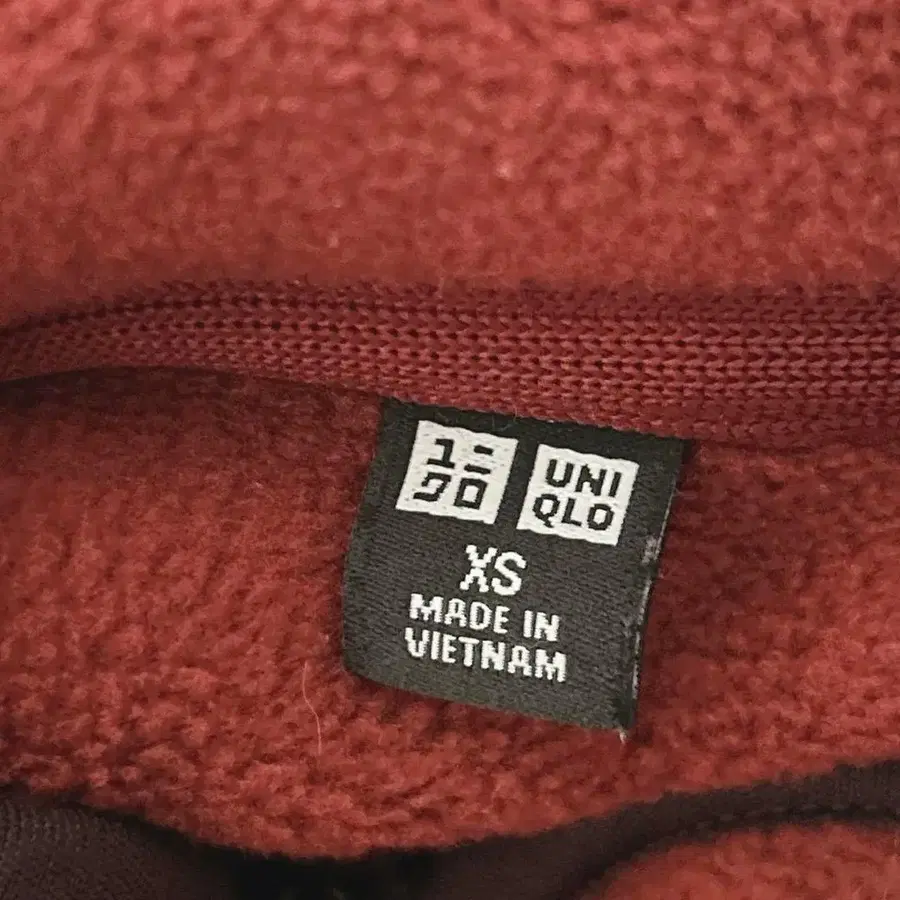 ユニ UNI
クロ QLO
XS
MADE IN
VIETNAM